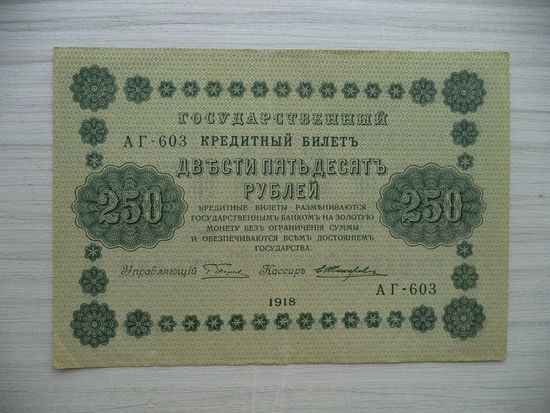 ГОСУДАРСТВЕННЫЙ
АГ-603 КРЕДИТНЫЙ БИЛЕТЪ
ДВѢСТИ ПЯТЬДЕСЯТЪ
РУБЛЕЙ
250 250
КРЕДИТНЫЕ БИЛЕТЫ РАЗМѢНИВАЮТСЯ
ГОСУДАРСТВЕННЫМЪ БАНКОМЪ НА ЗОЛОТУЮ
МОНЕТУ БЕЗЪ ОГРАНИЧЕНІЯ СУММЫ
И ОБЕЗПЕЧИВАЮТСЯ ВСѢМЪ ДОСТОЯНІЕМЪ
ГОСУДАРСТВА.
Управляющій Кассиръ
АГ-603
1918